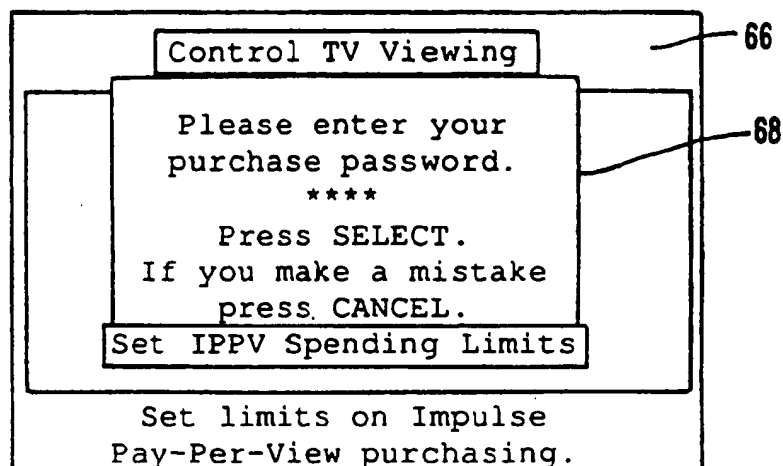 Control TV Viewing
66
Please enter your
purchase password.
68
****
Press SELECT.
If you make a mistake
press CANCEL.
Set IPPV Spending Limits
Set limits on Impulse
Pay-Per-View purchasing.